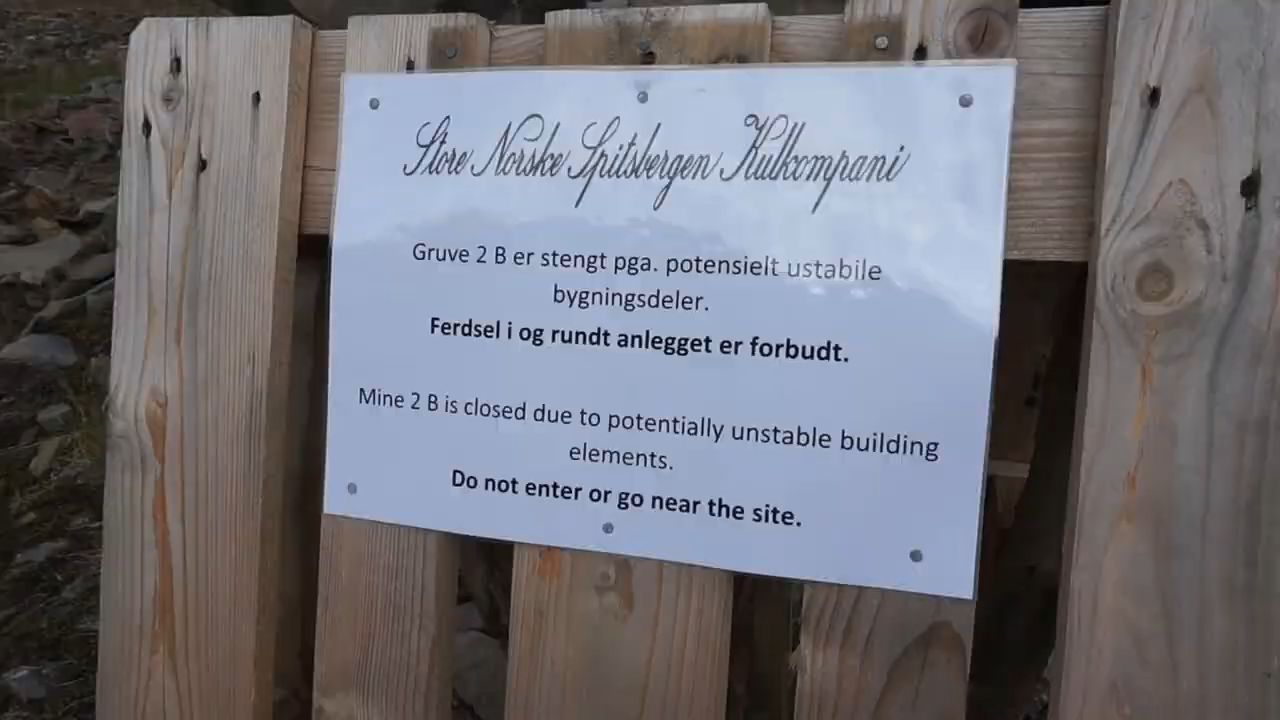 Store Norske Spitsbergen Kulkompani
Gruve 2 B er stengt pga. potensielt ustabile
bygningsdeler.
Ferdsel i og rundt anlegget er forbudt.
Mine 2 B is closed due to potentially unstable building
elements.
Do not enter or go near the site.